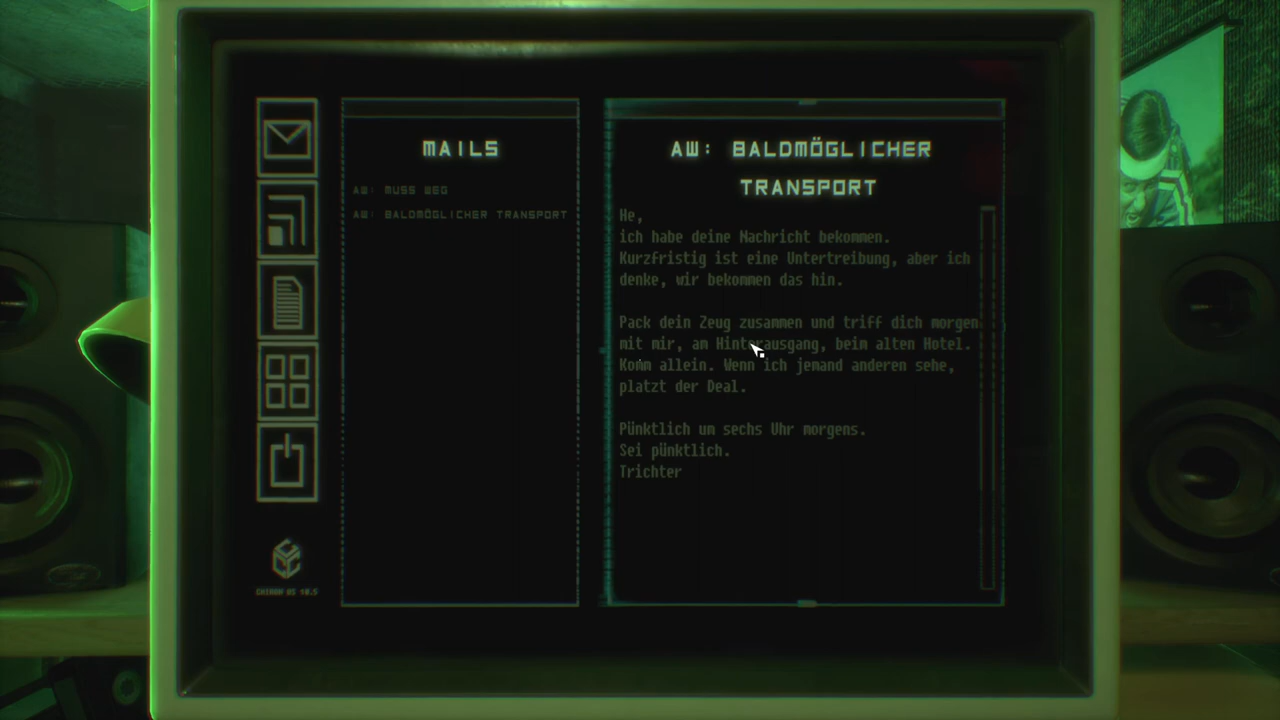 MAILS
AW: MUSS WEG
AW: BALDMÖGLICHER TRANSPORT
AW: BALDMÖGLICHER
TRANSPORT
He,
ich habe deine Nachricht bekommen.
Kurzfristig ist eine Untertreibung, aber ich
denke, wir bekommen das hin.
Pack dein Zeug zusammen und triff dich morgen
mit mir, am Hinterausgang, beim alten Hotel.
Komm allein. Wenn ich jemand anderen sehe,
platzt der Deal.
Pünktlich um sechs Uhr morgens.
Sei pünktlich.
Trichter
OS 10.5